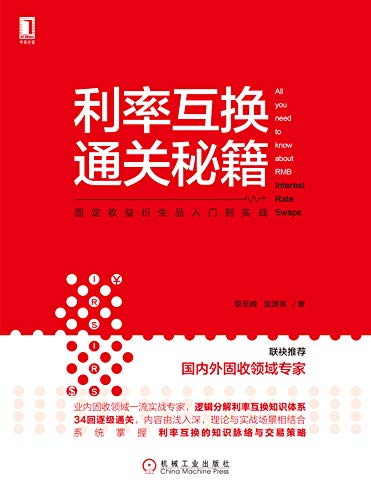 利率互换
通关秘籍
All
you
need
to
know
about
RMB
Interest
Rate
Swaps
固定收益衍生品入门到实战
I R S
¥
I R S
$
黎至峰 宣潇寒 / 著
联袂推荐
国内外固收领域专家
业内固收领域一流实战专家,逻辑分解利率互换知识体系
34回逐级通关,内容由浅入深,理论与实战场景相结合
系统掌握 利率互换的知识脉络与交易策略
机械工业出版社
China Machine Press